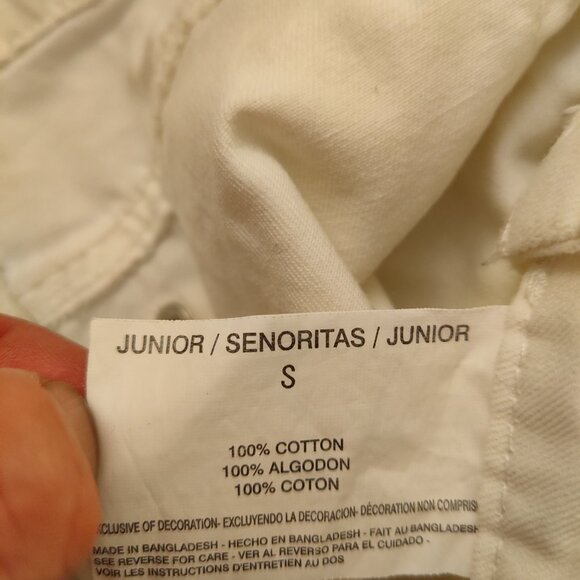 JUNIOR / SENORITAS / JUNIOR
S
100% COTTON
100% ALGODON
100% COTON
XCLUSIVE OF DECORATION- EXCLUYENDO LA DECORACION- DÉCORATION NON COMPRIS
MADE IN BANGLADESH - HECHO EN BANGLADESH - FAIT AU BANGLADESH
SEE REVERSE FOR CARE - VER AL REVERSO PARA EL CUIDADO -
VOIR LES INSTRUCTIONS D'ENTRETIEN AU DOS